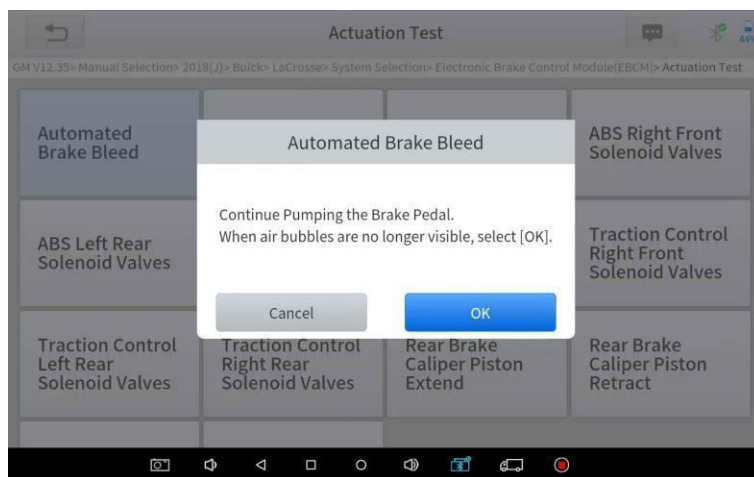 Actuation Test
44%
GM V12.35> Manual Selection> 2018(J)> Buick> LaCrosse> System Selection> Electronic Brake Control Module(EBCM)> Actuation Test
Automated
Brake Bleed
ABS Right Front
Solenoid Valves
Automated Brake Bleed
Continue Pumping the Brake Pedal.
When air bubbles are no longer visible, select [OK].
Cancel
OK
ABS Left Rear
Solenoid Valves
Traction Control
Right Front
Solenoid Valves
Traction Control
Left Rear
Solenoid Valves
Traction Control
Right Rear
Solenoid Valves
Rear Brake
Caliper Piston
Extend
Rear Brake
Caliper Piston
Retract